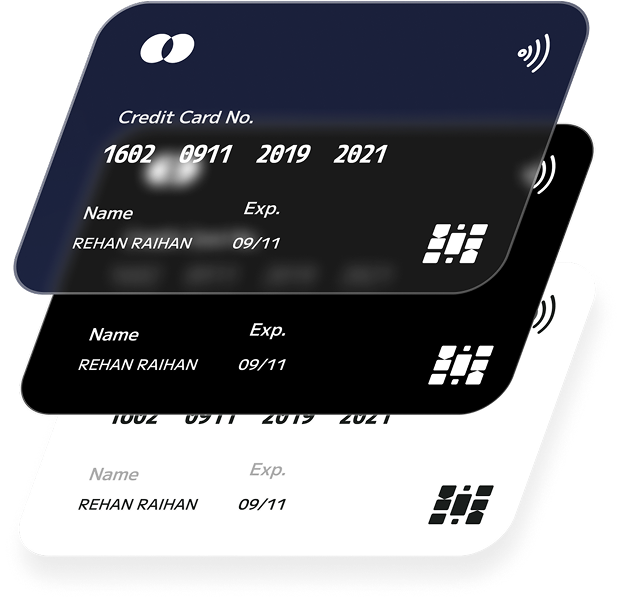 Credit Card No.
1602 0911 2019 2021
Name Exp.
REHAN RAIHAN 09/11
Name Exp.
REHAN RAIHAN 09/11
1602 0911 2019 2021
Name Exp.
REHAN RAIHAN 09/11